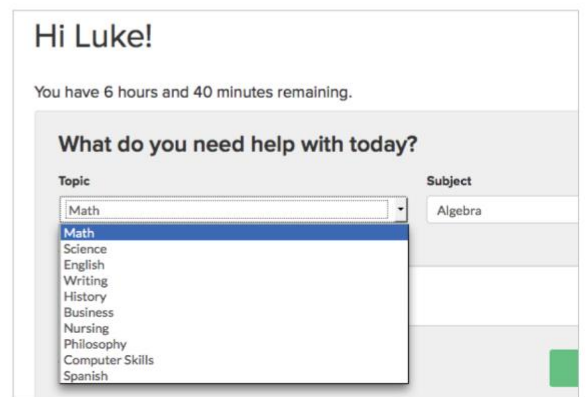 Hi Luke!
You have 6 hours and 40 minutes remaining.
What do you need help with today?
Topic
Subject
Math
Algebra
Math
Science
English
Writing
History
Business
Nursing
Philosophy
Computer Skills
Spanish